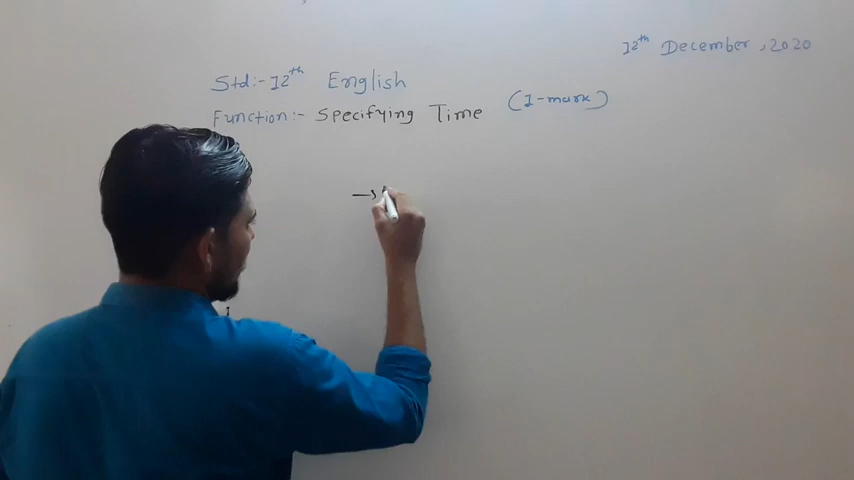 12th December, 2020
Std:- 12th English
Function:- Specifying Time (1-mark)